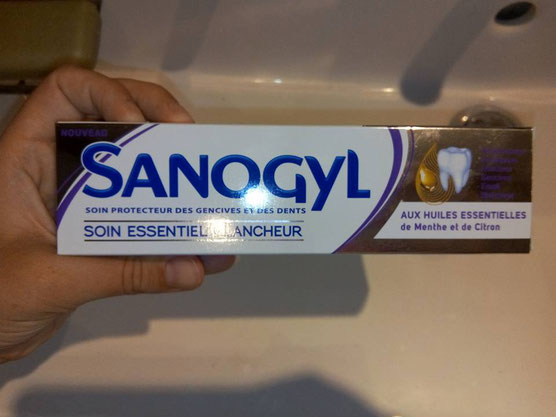 NOUVEAU
SANOGYL
SOIN PROTECTEUR DES GENCIVES ET DES DENTS
SOIN ESSENTIEL BLANCHEUR
AUX HUILES ESSENTIELLES
de Menthe et de Citron